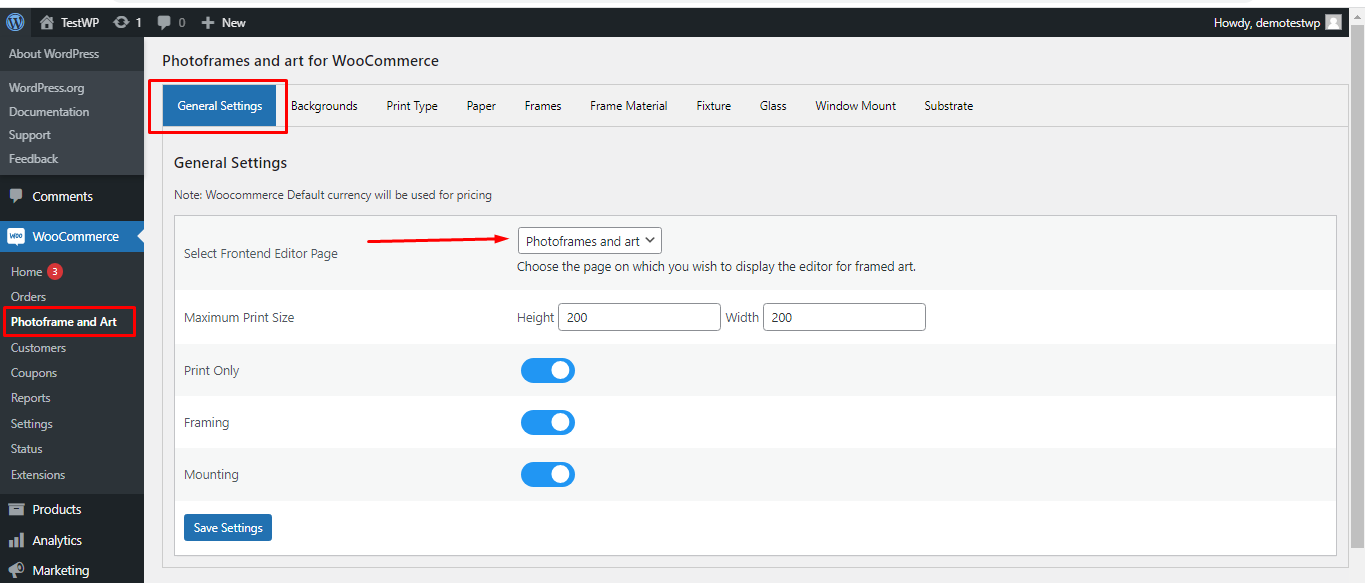 TestWP 1 0 New Howdy, demotestwp
About WordPress
WordPress.org
Documentation
Support
Feedback
Comments
WooCommerce
Home 3
Orders
Photoframe and Art
Customers
Coupons
Reports
Settings
Status
Extensions
Products
Analytics
Marketing
Photoframes and art for WooCommerce
General Settings Backgrounds Print Type Paper Frames Frame Material Fixture Glass Window Mount Substrate
General Settings
Note: Woocommerce Default currency will be used for pricing
Select Frontend Editor Page Photoframes and art
Choose the page on which you wish to display the editor for framed art.
Maximum Print Size Height 200 Width 200
Print Only
Framing
Mounting
Save Settings